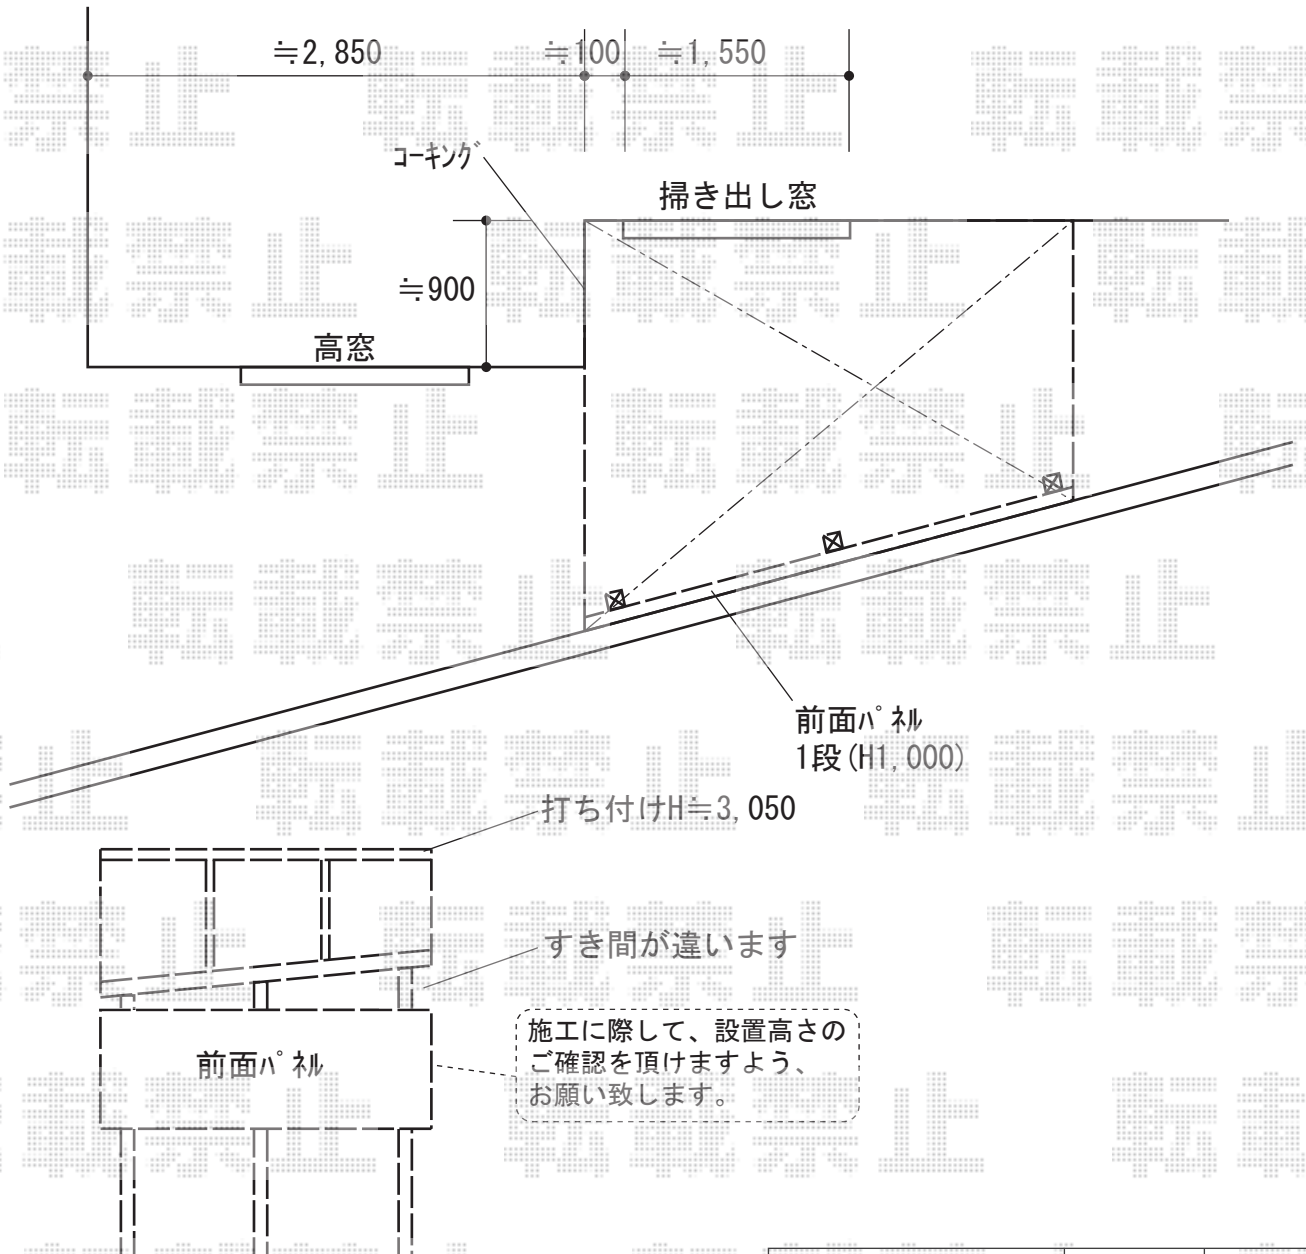 ≒2,850
≒100
≒1,550
コーキング
掃き出し窓
≒900
高窓
前面パネル
1段(H1,000)
打ち付けH≒3,050
すき間が違います
施工に際して、設置高さの
ご確認を頂けますよう、
お願い致します。
前面パネル
転載禁止